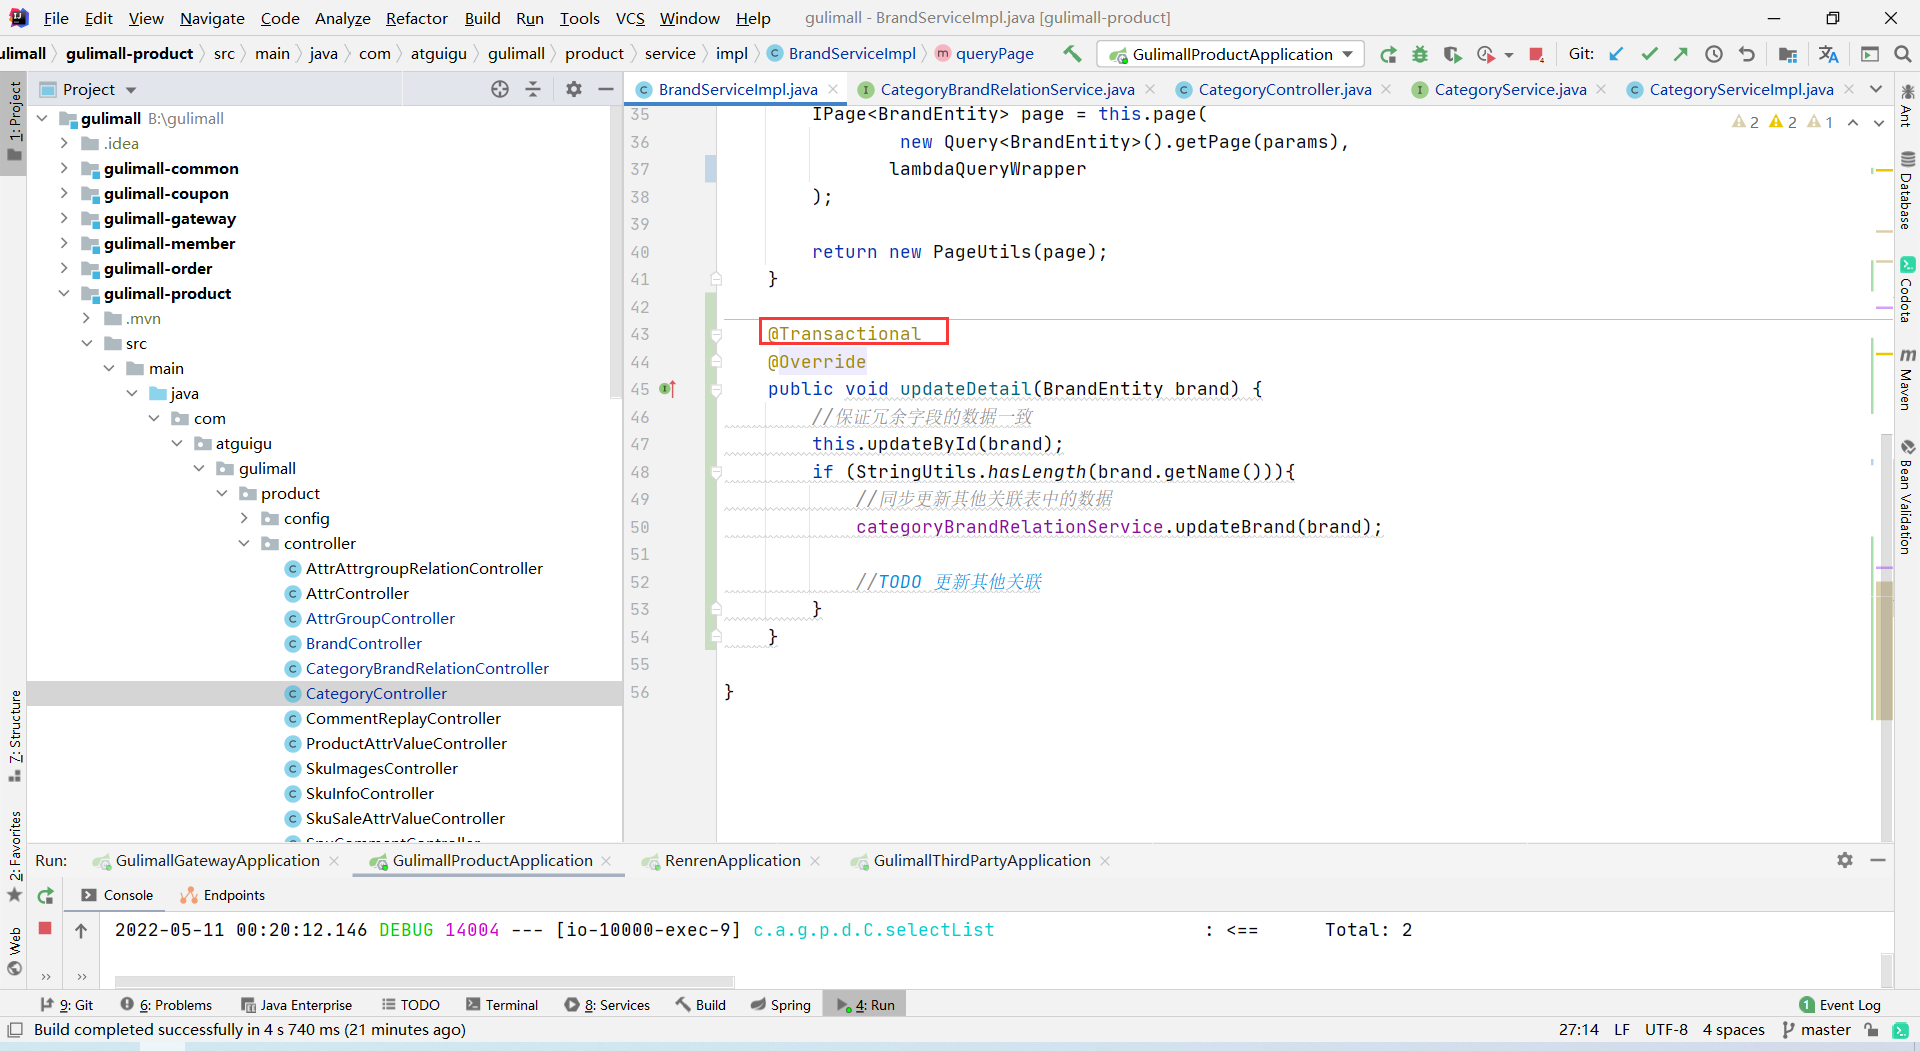 File Edit View Navigate Code Analyze Refactor Build Run Tools VCS Window Help gulimall - BrandServiceImpl.java [gulimall-product]
ulimall gulimall-product src main java com atguigu gulimall product service impl BrandServiceImpl queryPage GulimallProductApplication Git:
Project
BrandServiceImpl.java CategoryBrandRelationService.java CategoryController.java CategoryService.java CategoryServiceImpl.java
1: Project
7: Structure
2: Favorites
Web
gulimall B:\gulimall
.idea
gulimall-common
gulimall-coupon
gulimall-gateway
gulimall-member
gulimall-order
gulimall-product
.mvn
src
main
java
com
atguigu
gulimall
product
config
controller
AttrAttrgroupRelationController
AttrController
AttrGroupController
BrandController
CategoryBrandRelationController
CategoryController
CommentReplayController
ProductAttrValueController
SkuImagesController
SkuInfoController
SkuSaleAttrValueController
SpuCommentController
2 2 1
35 IPage<BrandEntity> page = this.page(
36 new Query<BrandEntity>().getPage(params),
37 lambdaQueryWrapper
38 );
39
40 return new PageUtils(page);
41 }
42
43 @Transactional
44 @Override
45 public void updateDetail(BrandEntity brand) {
46 //保证冗余字段的数据一致
47 this.updateById(brand);
48 if (StringUtils.hasLength(brand.getName())){
49 //同步更新其他关联表中的数据
50 categoryBrandRelationService.updateBrand(brand);
51
52 //TODO 更新其他关联
53 }
54 }
55
56 }
Ant
Database
Codota
Maven
Bean Validation
Run: GulimallGatewayApplication GulimallProductApplication RenrenApplication GulimallThirdPartyApplication
Console Endpoints
2022-05-11 00:20:12.146 DEBUG 14004 --- [io-10000-exec-9] c.a.g.p.d.C.selectList : <== Total: 2
9: Git 6: Problems Java Enterprise TODO Terminal 8: Services Build Spring 4: Run 1 Event Log
Build completed successfully in 4 s 740 ms (21 minutes ago) 27:14 LF UTF-8 4 spaces master